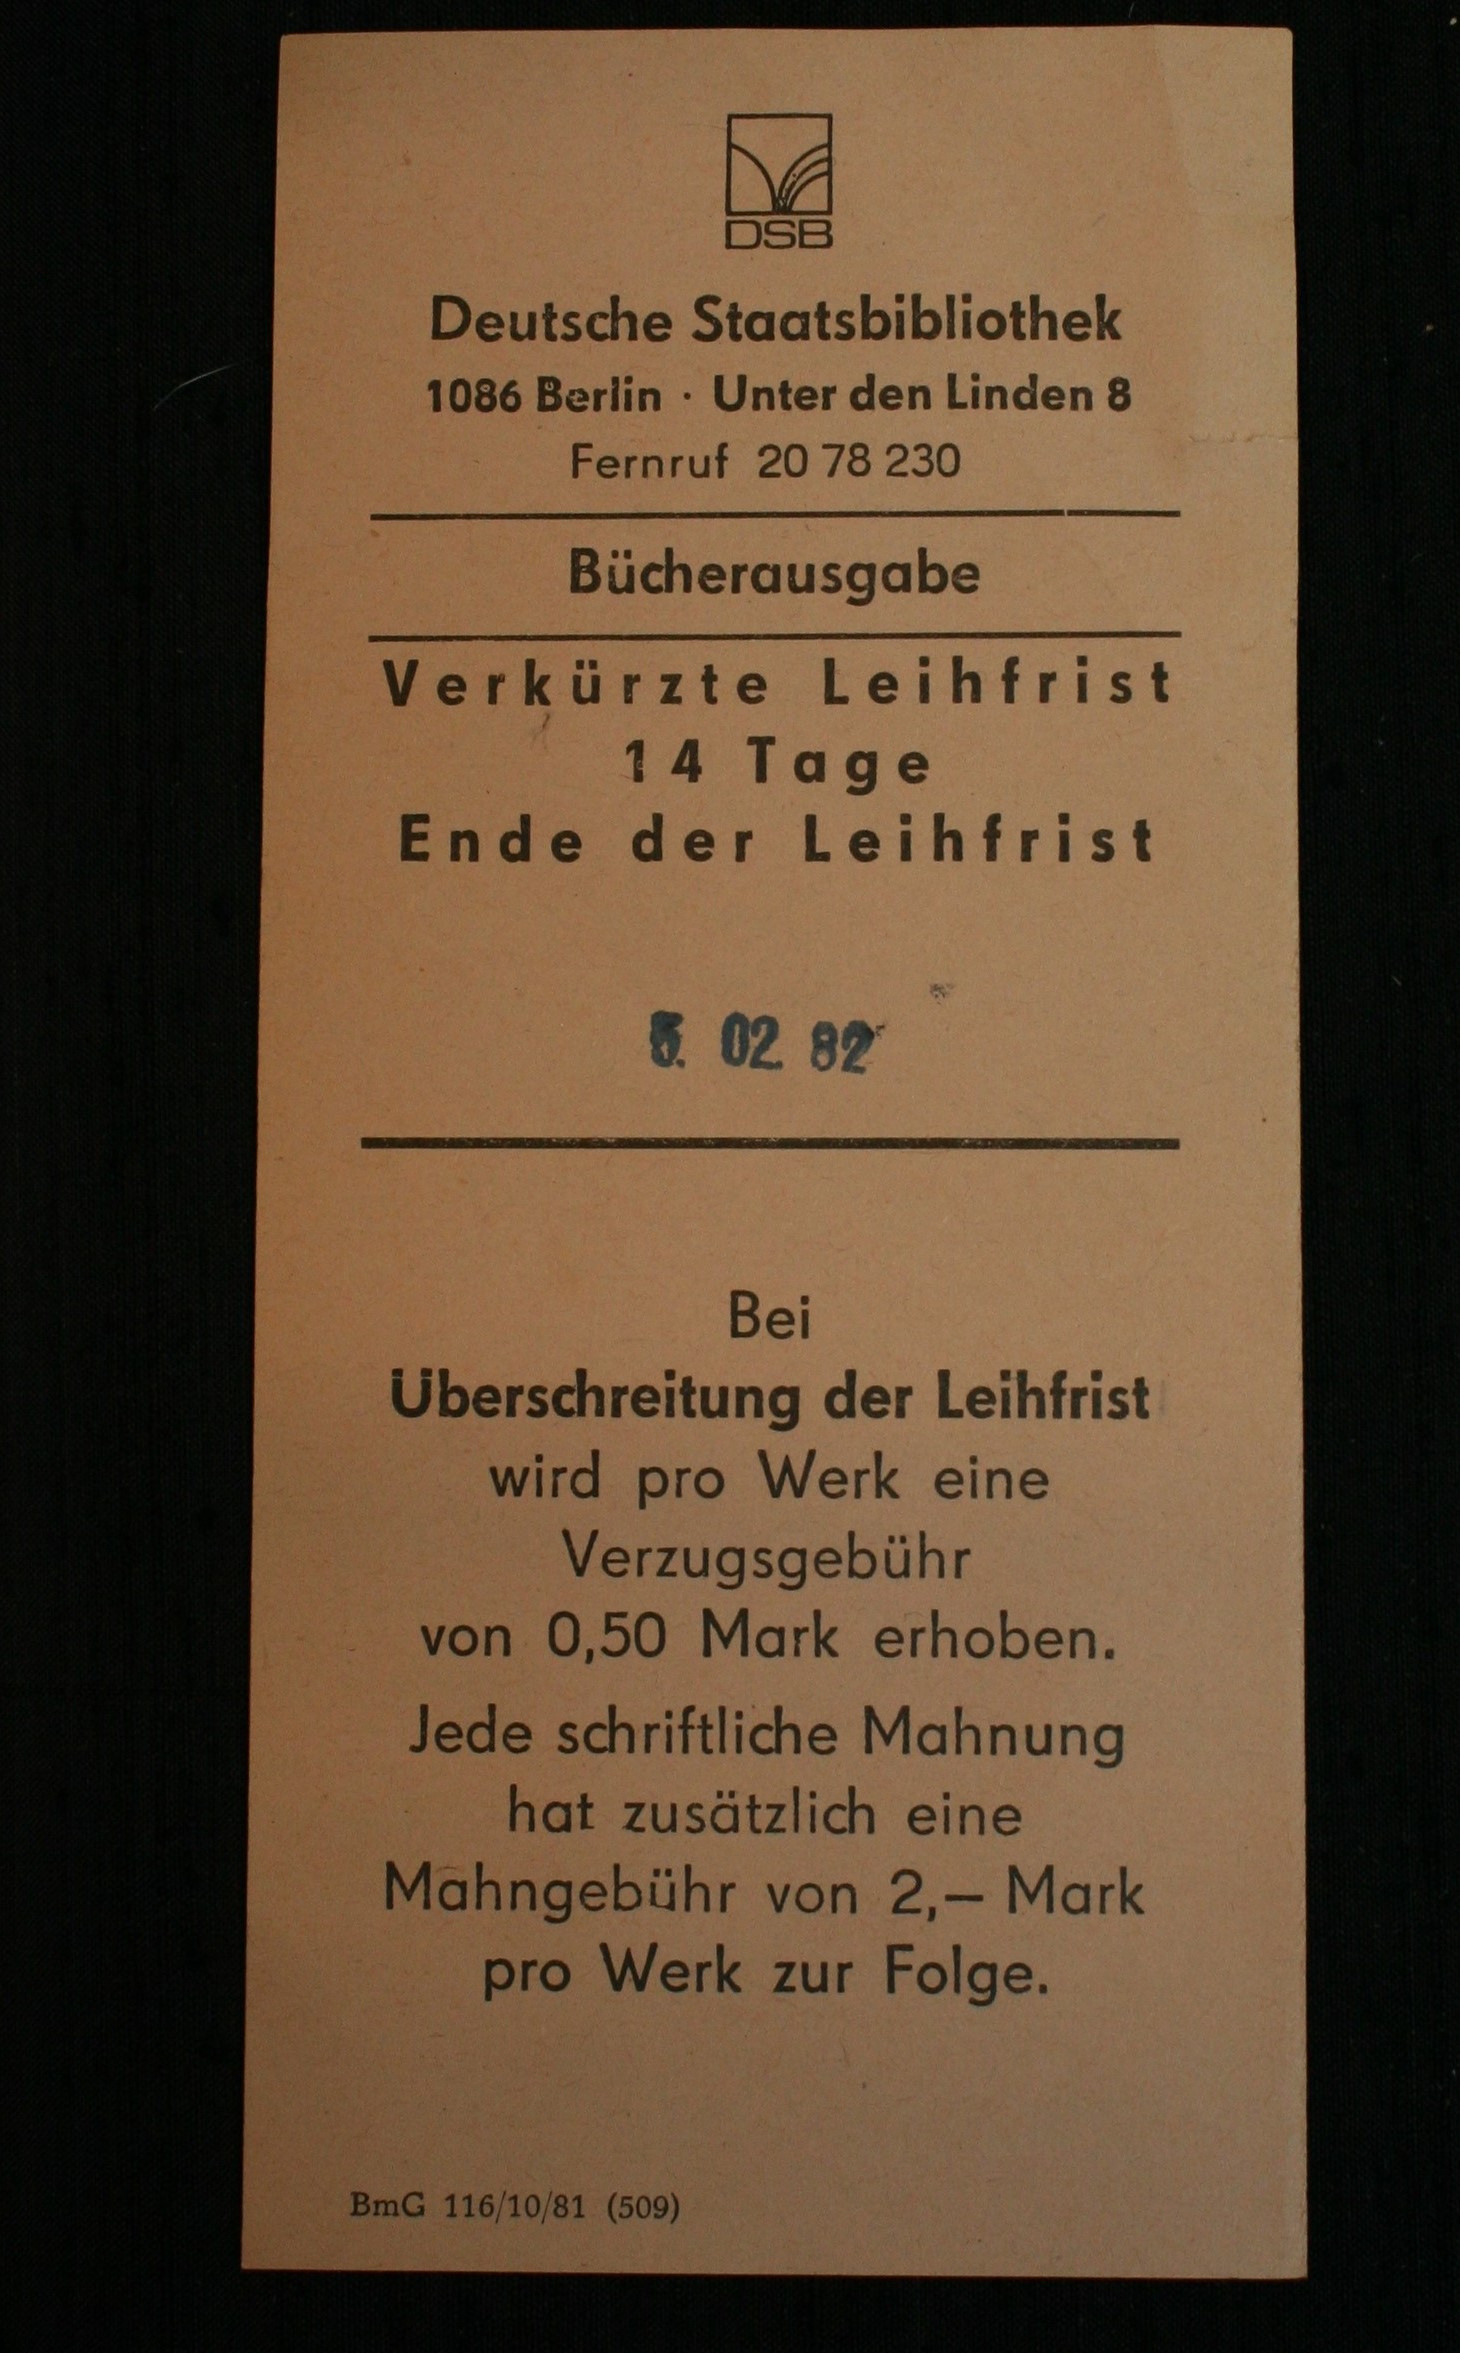 DSB
Deutsche Staatsbibliothek
1086 Berlin · Unter den Linden 8
Fernruf 20 78 230
Bücherausgabe
Verkürzte Leihfrist
14 Tage
Ende der Leihfrist
02. 82
Bei
Überschreitung der Leihfrist
wird pro Werk eine
Verzugsgebühr
von 0,50 Mark erhoben.
Jede schriftliche Mahnung
hat zusätzlich eine
Mahngebühr von 2,— Mark
pro Werk zur Folge.
BmG 116/10/81 (509)